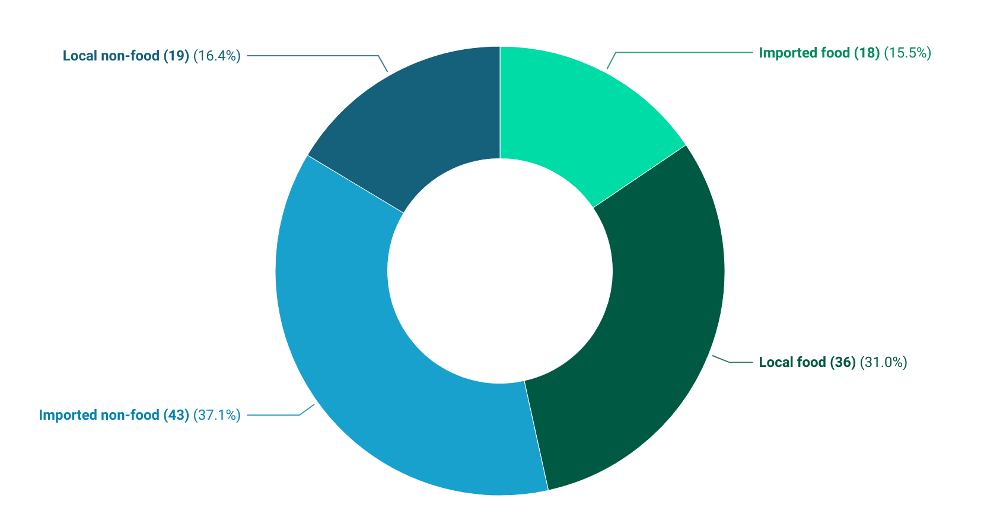 Local non-food (19) (16.4%)
Imported food (18) (15.5%)
Local food (36) (31.0%)
Imported non-food (43) (37.1%)